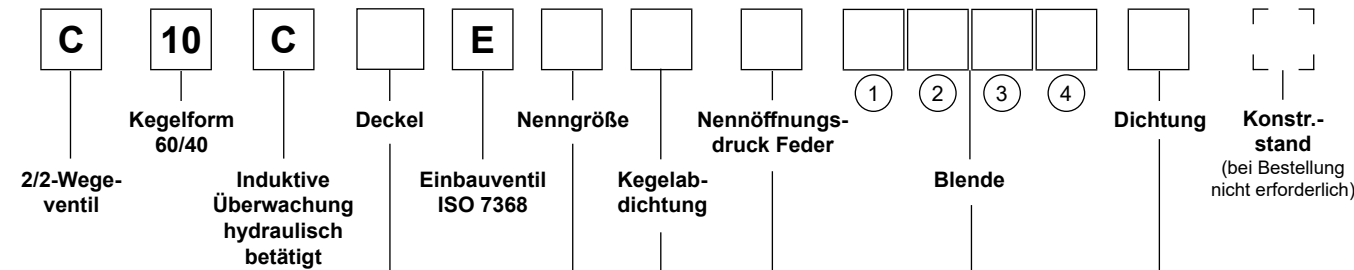 C 10 C E
1 2 3 4
Kegelform
60/40
Deckel
Nenngröße
Nennöffnungs-
druck Feder
Dichtung
Konstr.-
stand
(bei Bestellung
nicht erforderlich)
2/2-Wege-
ventil
Induktive
Überwachung
hydraulisch
betätigt
Einbauventil
ISO 7368
Kegelab-
dichtung
Blende